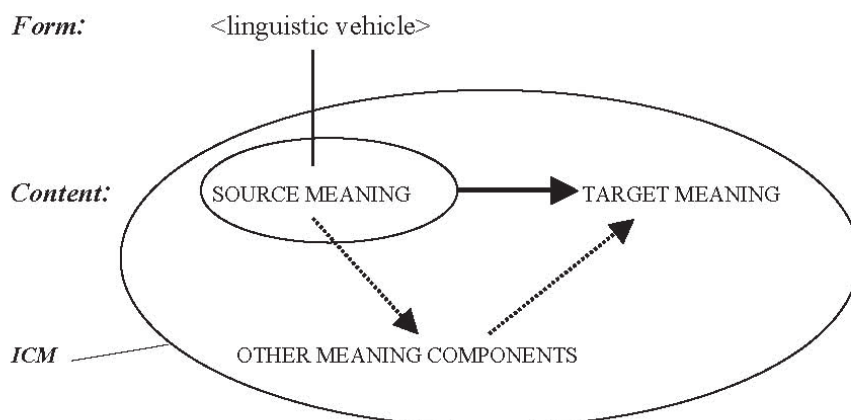 Form: <linguistic vehicle>
Content: SOURCE MEANING TARGET MEANING
ICM OTHER MEANING COMPONENTS